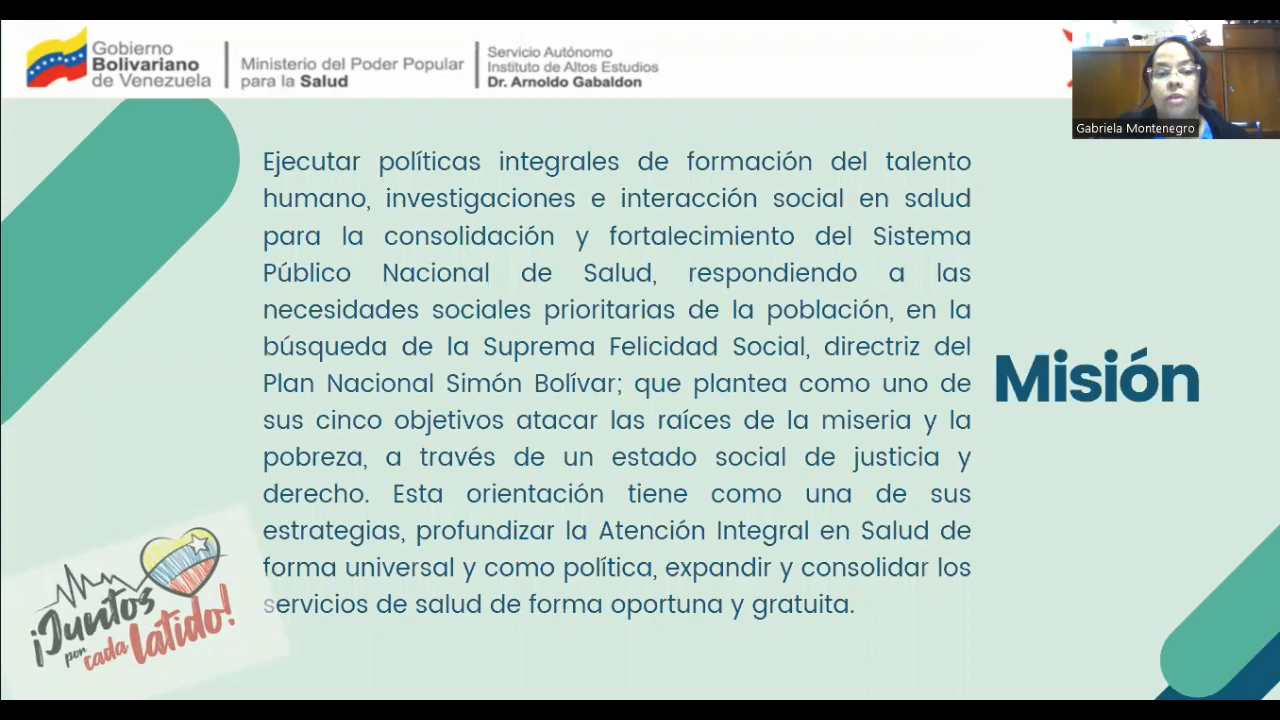 Gobierno
Bolivariano
de Venezuela
Ministerio del Poder Popular
para la Salud
Servicio Autónomo
Instituto de Altos Estudios
Dr. Arnoldo Gabaldon
Gabriela Montenegro
Ejecutar políticas integrales de formación del talento
humano, investigaciones e interacción social en salud
para la consolidación y fortalecimiento del Sistema
Público Nacional de Salud, respondiendo a las
necesidades sociales prioritarias de la población, en la
búsqueda de la Suprema Felicidad Social, directriz del
Plan Nacional Simón Bolívar; que plantea como uno de
sus cinco objetivos atacar las raíces de la miseria y la
pobreza, a través de un estado social de justicia y
derecho. Esta orientación tiene como una de sus
estrategias, profundizar la Atención Integral en Salud de
forma universal y como política, expandir y consolidar los
servicios de salud de forma oportuna y gratuita.
Misión
¡Juntos
por cada latido!